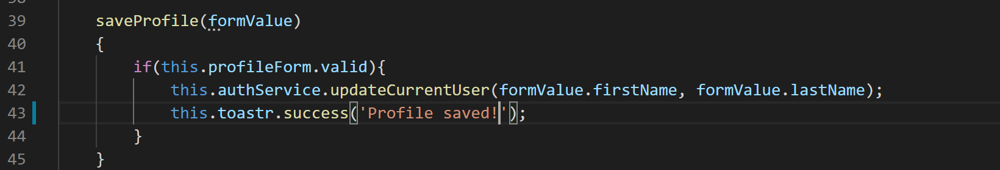 39 saveProfile(formValue)
40 {
41 if(this.profileForm.valid){
42 this.authService.updateCurrentUser(formValue.firstName, formValue.lastName);
43 this.toastr.success('Profile saved!');
44 }
45 }